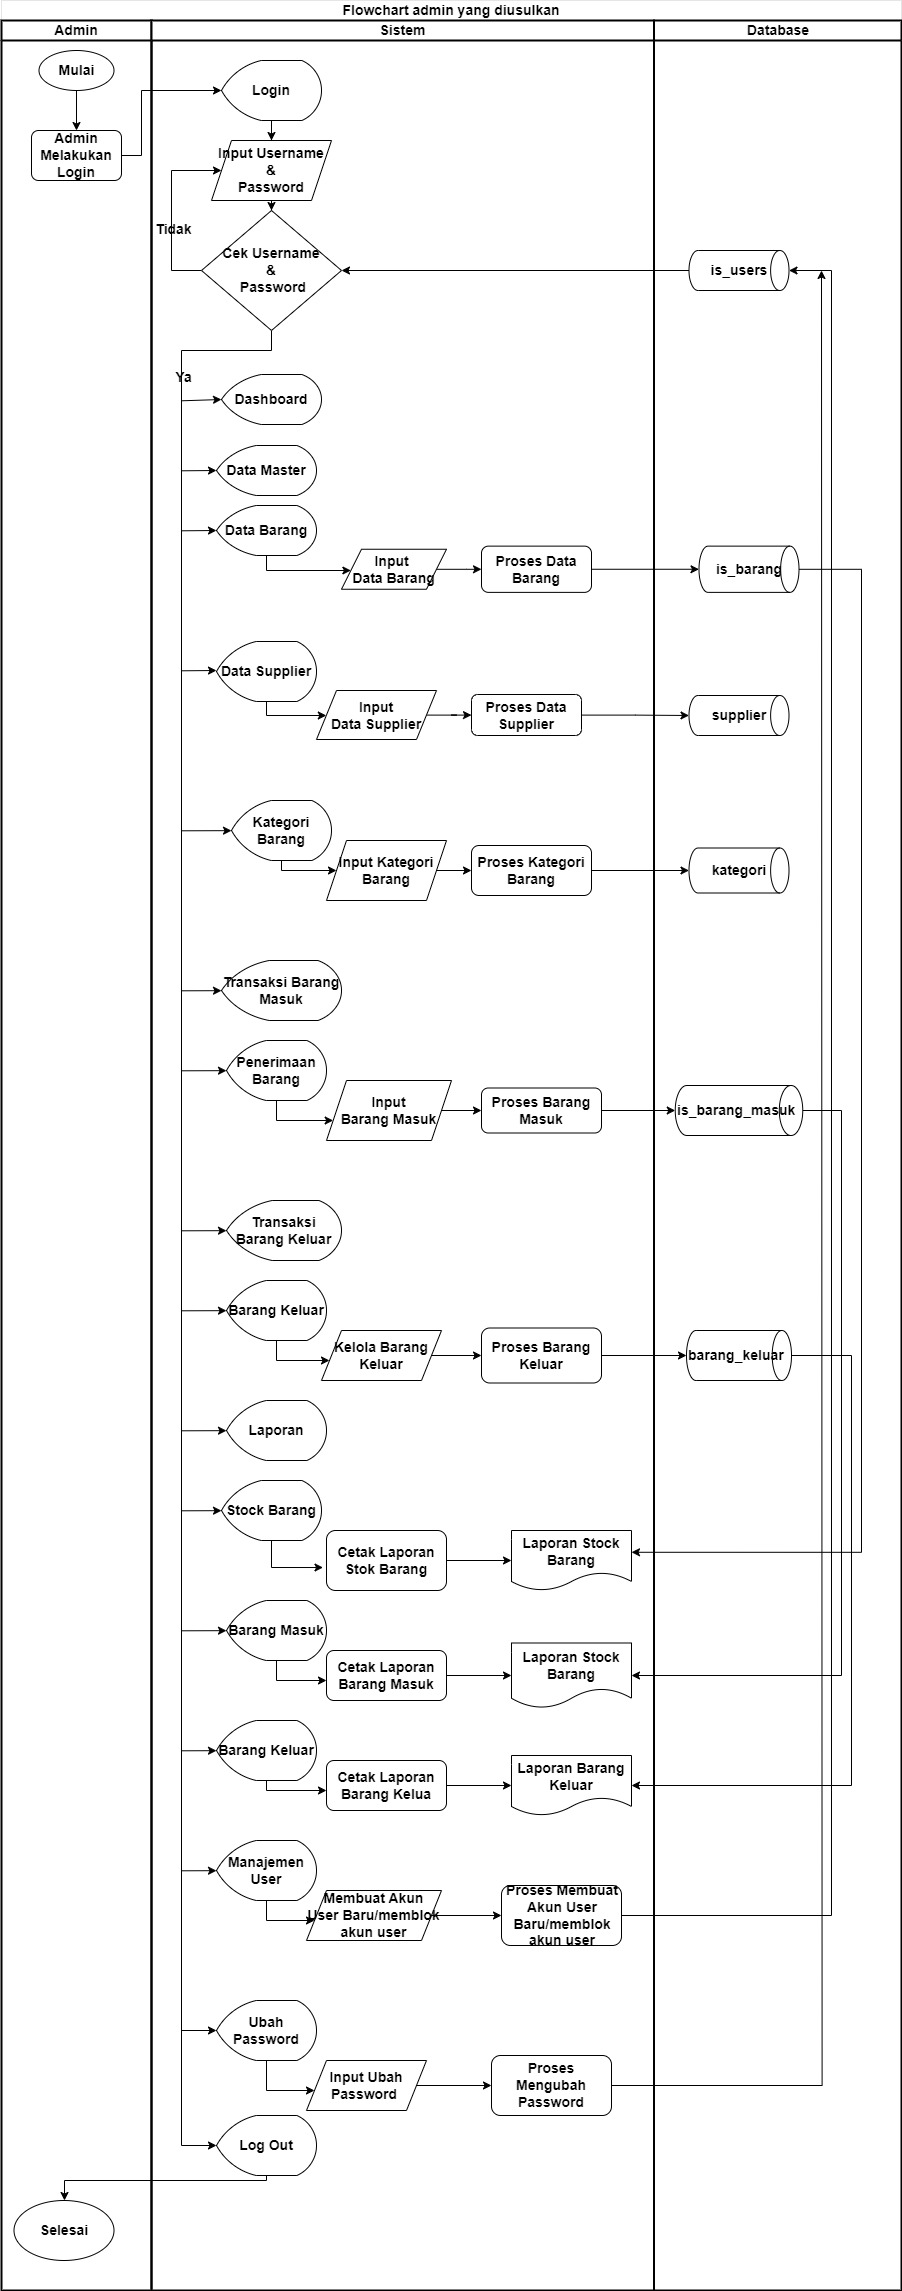 Flowchart admin yang diusulkan
Admin
Sistem
Database
Mulai
Login
Admin
Melakukan
Login
Input Username
&
Password
Tidak
Cek Username
&
Password
is_users
Ya
Dashboard
Data Master
Data Barang
Input
Data Barang
Proses Data
Barang
is_barang
Data Supplier
Input
Data Supplier
Proses Data
Supplier
supplier
Kategori
Barang
Input Kategori
Barang
Proses Kategori
Barang
kategori
Transaksi Barang
Masuk
Penerimaan
Barang
Input
Barang Masuk
Proses Barang
Masuk
is_barang_masuk
Transaksi
Barang Keluar
Barang Keluar
Kelola Barang
Keluar
Proses Barang
Keluar
barang_keluar
Laporan
Stock Barang
Cetak Laporan
Stok Barang
Laporan Stock
Barang
Barang Masuk
Cetak Laporan
Barang Masuk
Laporan Stock
Barang
Barang Keluar
Cetak Laporan
Barang Kelua
Laporan Barang
Keluar
Manajemen
User
Membuat Akun
User Baru/memblok
akun user
Proses Membuat
Akun User
Baru/memblok
akun user
Ubah
Password
Input Ubah
Password
Proses
Mengubah
Password
Log Out
Selesai